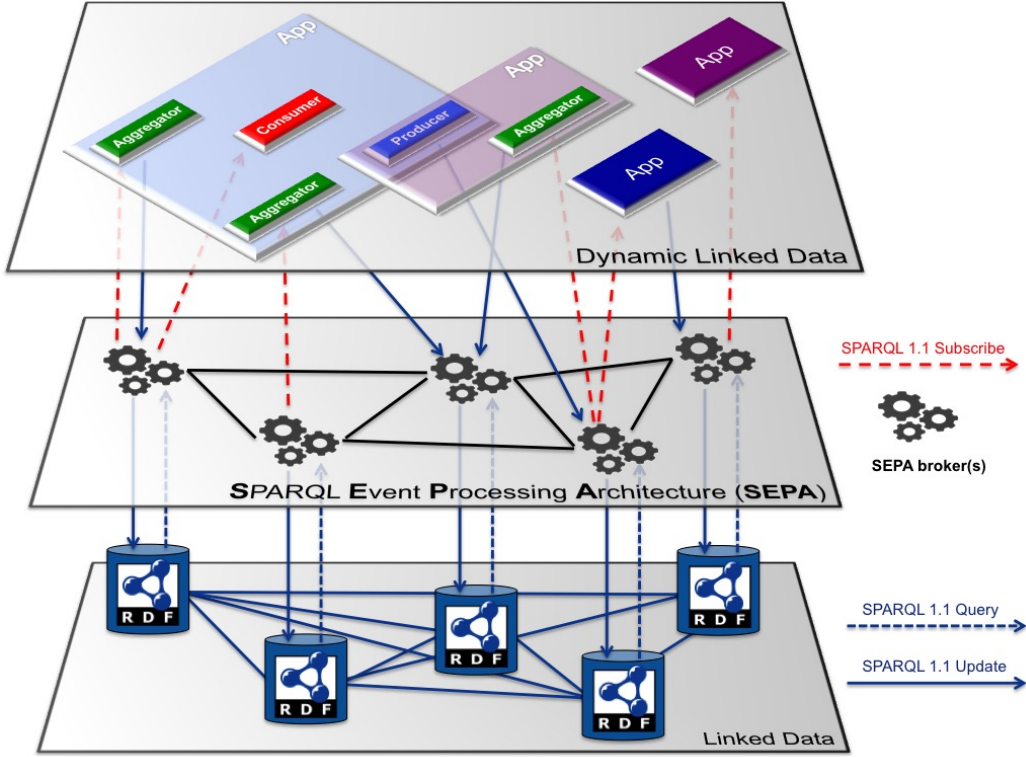 App
App
App
Aggregator
Consumer
Producer
Aggregator
App
Aggregator
Dynamic Linked Data
SPARQL 1.1 Subscribe
SEPA broker(s)
SPARQL Event Processing Architecture (SEPA)
RDF
RDF
RDF
RDF
RDF
SPARQL 1.1 Query
SPARQL 1.1 Update
Linked Data